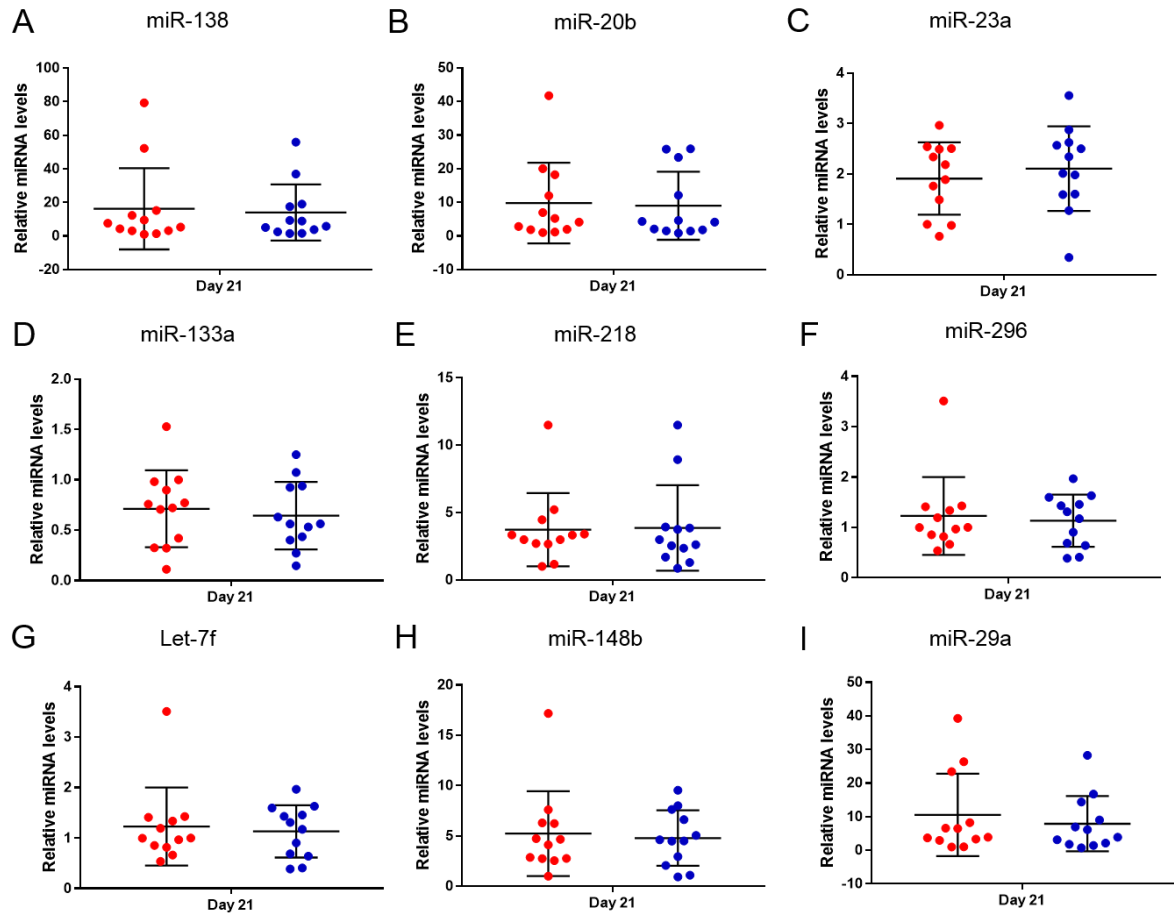 A
miR-138
Relative miRNA levels
100
80
60
40
20
0
-20
Day 21
B
miR-20b
Relative miRNA levels
50
40
30
20
10
0
-10
Day 21
C
miR-23a
Relative miRNA levels
4
3
2
1
0
Day 21
D
miR-133a
Relative miRNA levels
2.0
1.5
1.0
0.5
0.0
Day 21
E
miR-218
Relative miRNA levels
15
10
5
0
Day 21
F
miR-296
Relative miRNA levels
4
3
2
1
0
Day 21
G
Let-7f
Relative miRNA levels
4
3
2
1
0
Day 21
H
miR-148b
Relative miRNA levels
20
15
10
5
0
Day 21
I
miR-29a
Relative miRNA levels
50
40
30
20
10
0
-10
Day 21